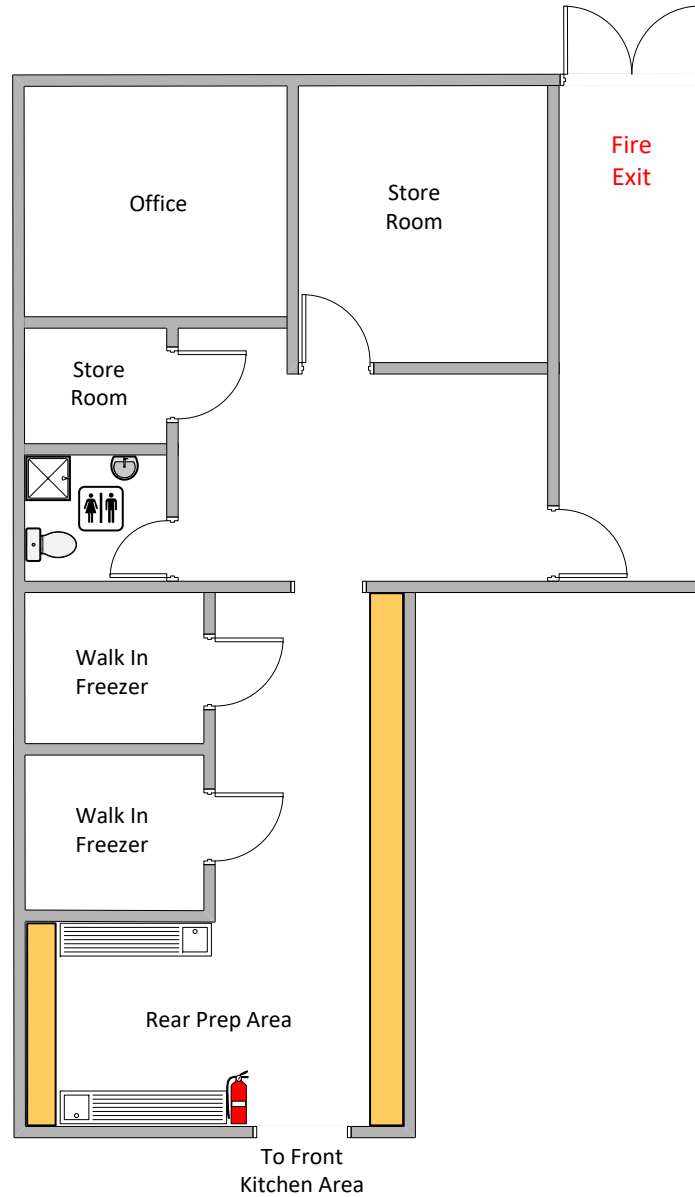 Fire
Exit
Office
Store
Room
Store
Room
Walk In
Freezer
Walk In
Freezer
Rear Prep Area
To Front
Kitchen Area